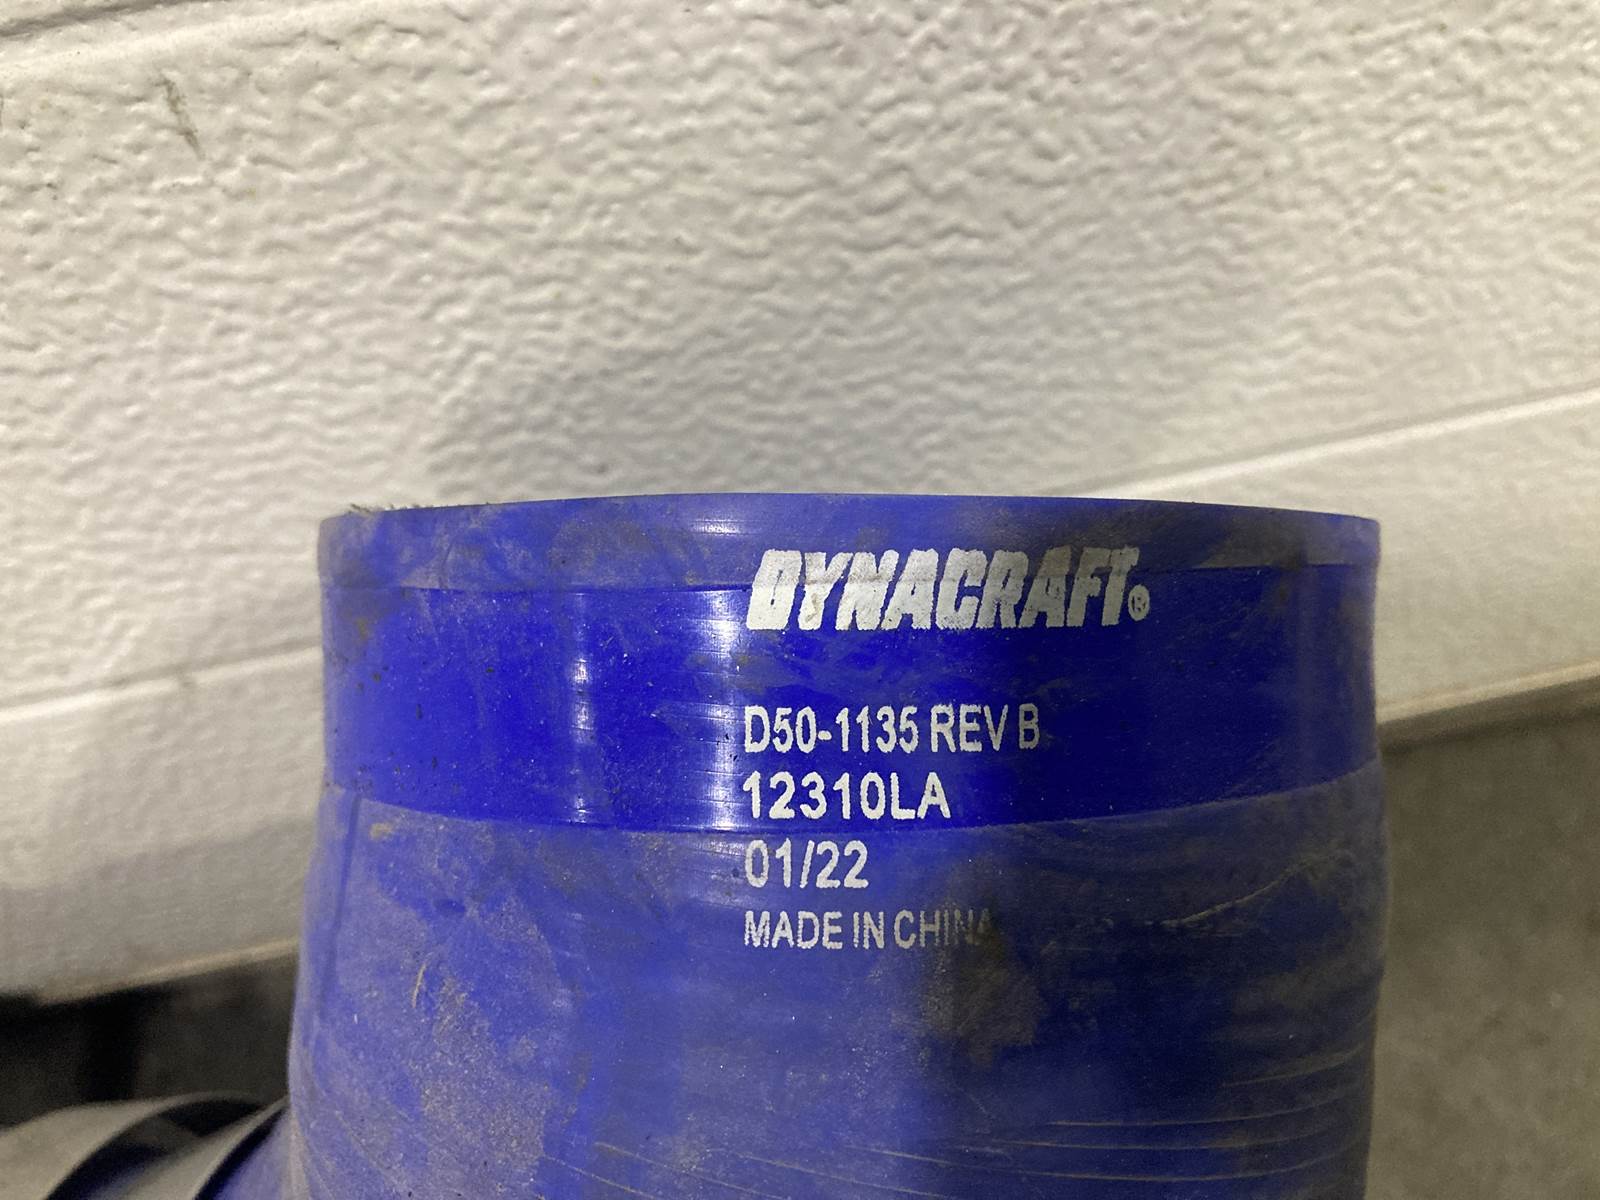 DYNACRAFT®
D50-1135 REV B
12310LA
01/22
MADE IN CHINA